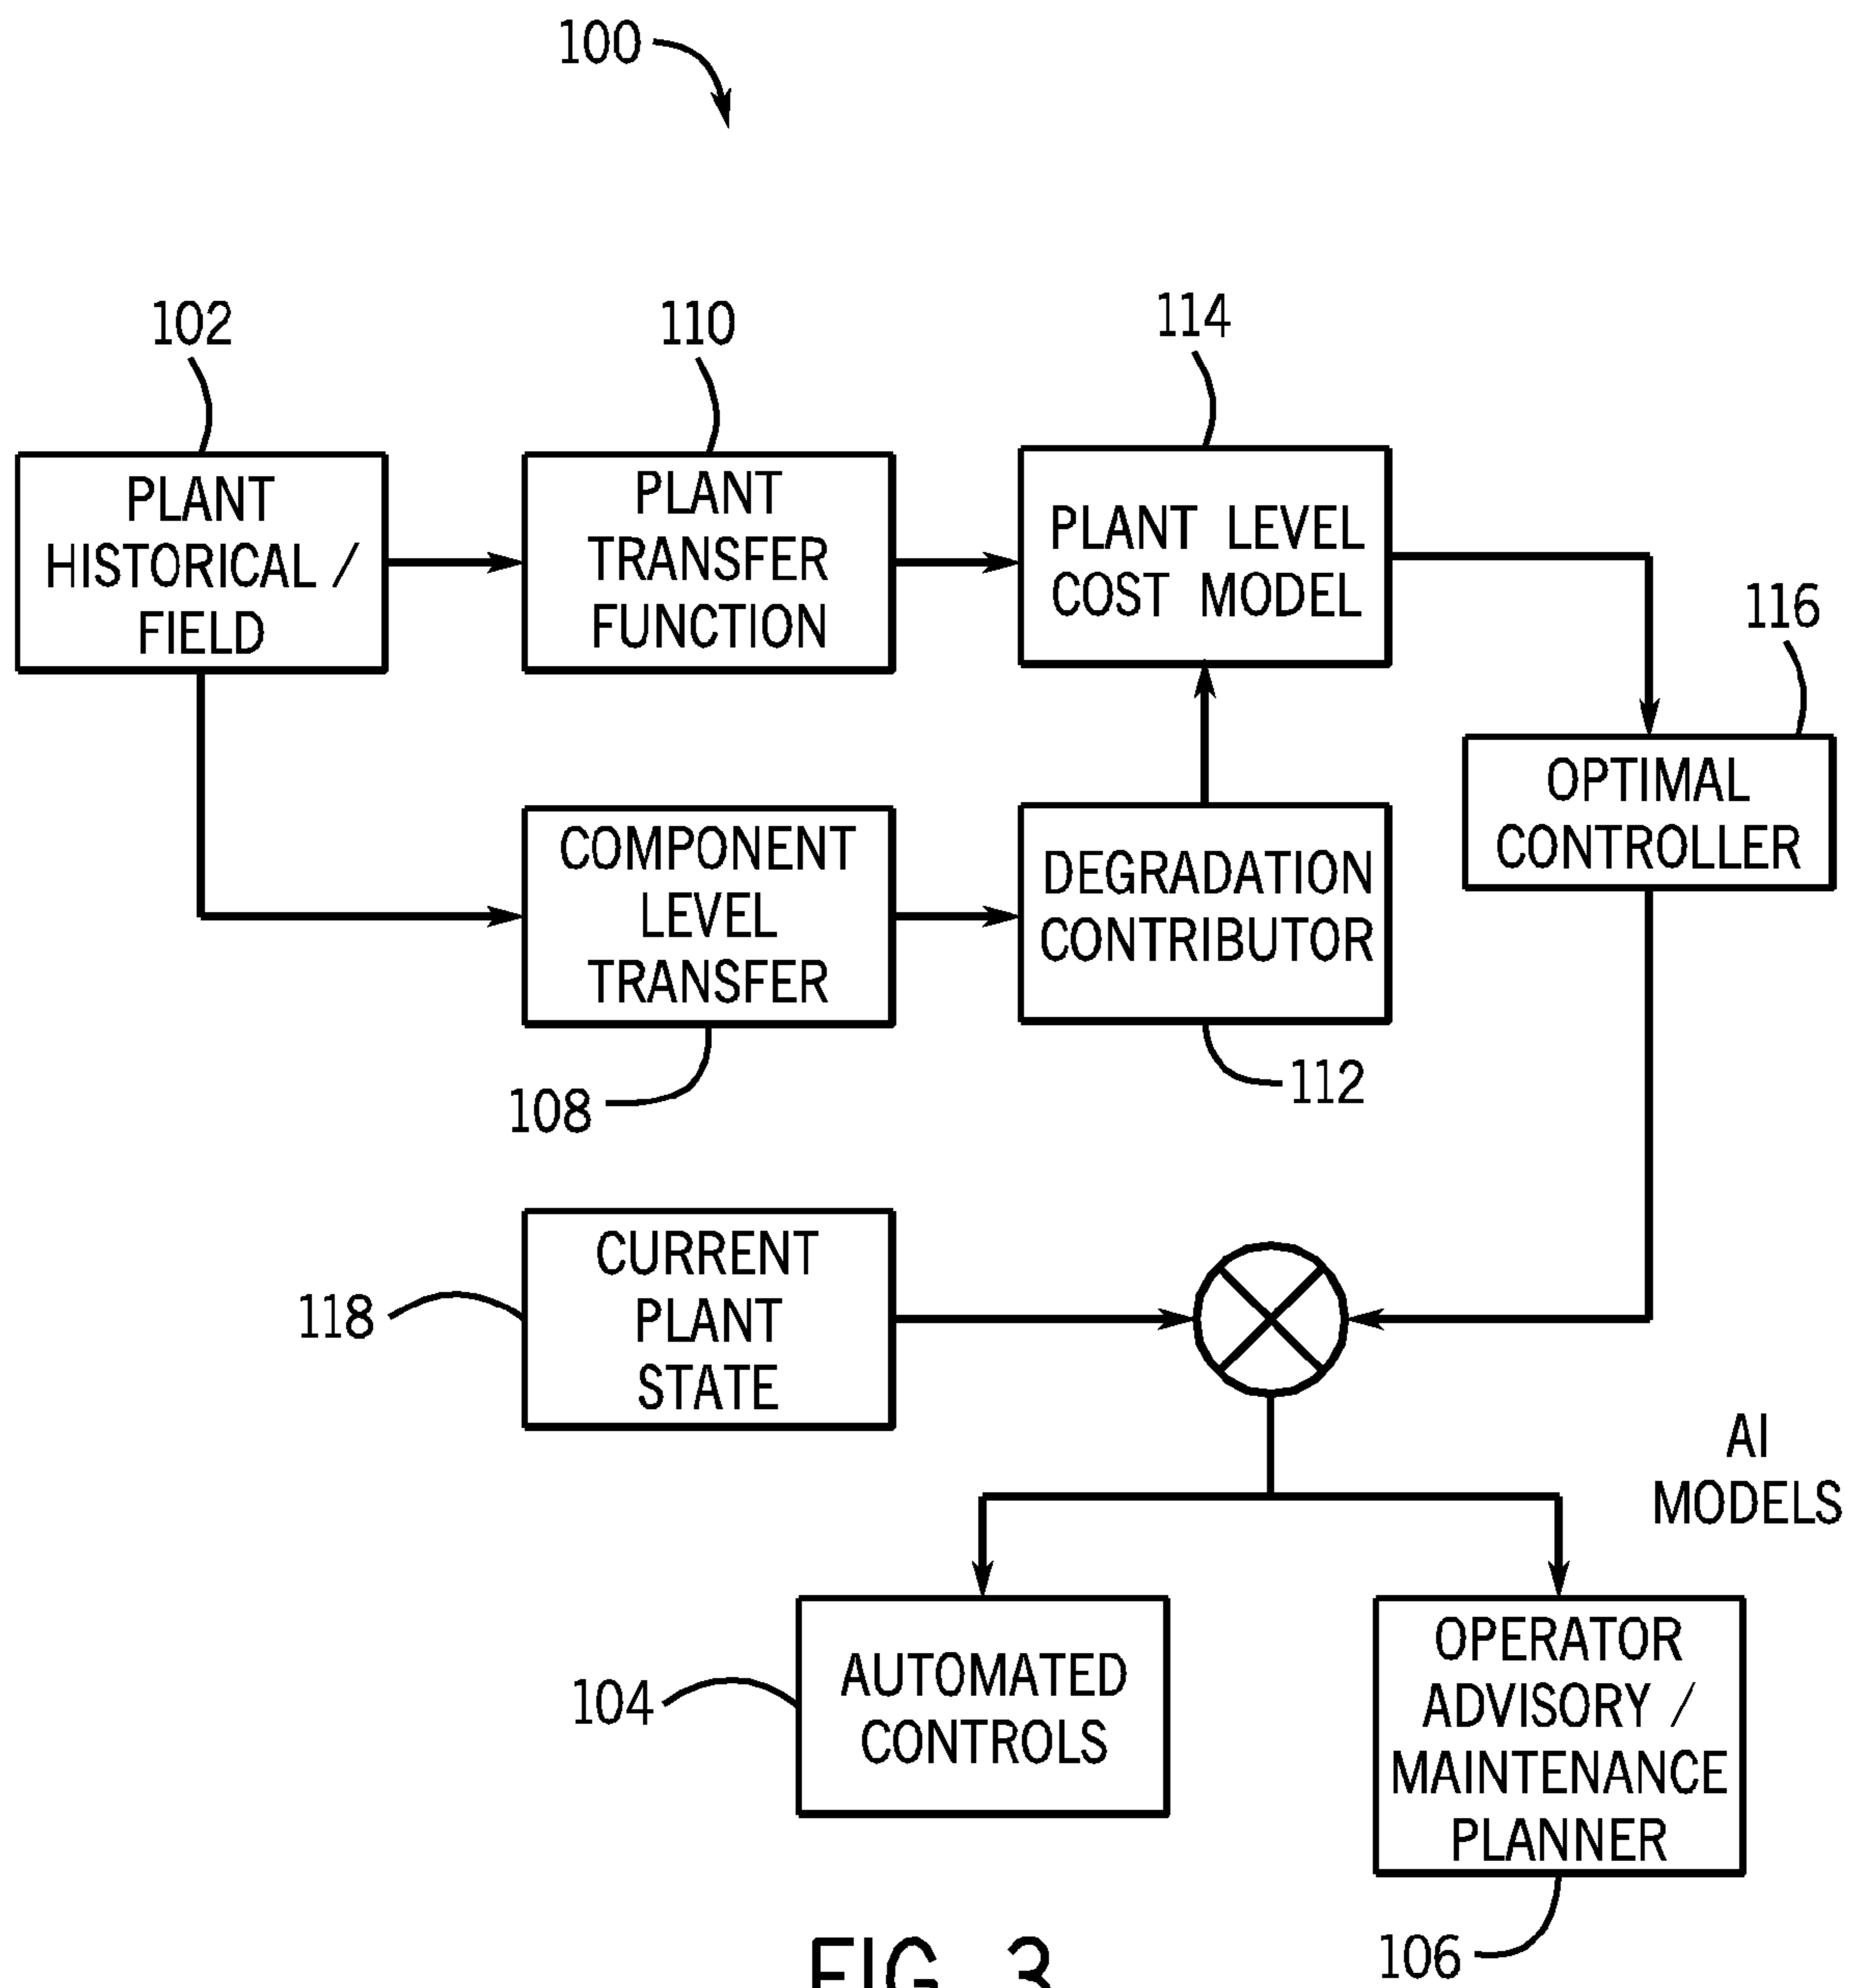 100
102
110
114
PLANT
HISTORICAL /
FIELD
PLANT
TRANSFER
FUNCTION
PLANT LEVEL
COST MODEL
116
OPTIMAL
CONTROLLER
COMPONENT
LEVEL
TRANSFER
DEGRADATION
CONTRIBUTOR
108
112
118
CURRENT
PLANT
STATE
AI
MODELS
104
AUTOMATED
CONTROLS
OPERATOR
ADVISORY /
MAINTENANCE
PLANNER
106
FIG. 3